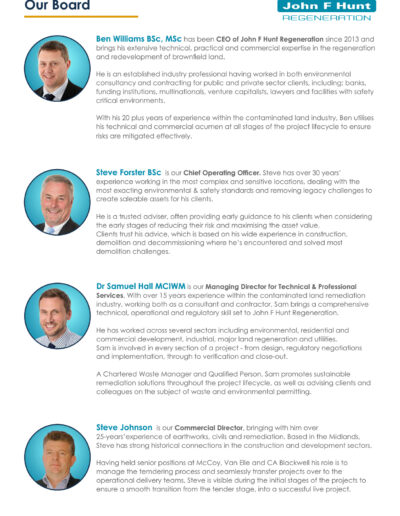 Our Board
John F Hunt
REGENERATION
Ben Williams BSc, MSc has been CEO of John F Hunt Regeneration since 2013 and
brings his extensive technical, practical and commercial expertise in the regeneration
and redevelopment of brownfield land.
He is an established industry professional having worked in both environmental
consultancy and contracting for public and private sector clients, including; banks,
funding institutions, multinationals, venture capitalists, lawyers and facilities with safety
critical environments.
With his 20 plus years of experience within the contaminated land industry, Ben utilises
his technical and commercial acumen at all stages of the project lifecycle to ensure
risks are mitigated effectively.
Steve Forster BSc is our Chief Operating Officer. Steve has over 30 years'
experience working in the most complex and sensitive locations, dealing with the
most exacting environmental & safety standards and removing legacy challenges to
create saleable assets for his clients.
He is a trusted adviser, often providing early guidance to his clients when considering
the early stages of reducing their risk and maximising the asset value.
Clients trust his advice, which is based on his wide experience in construction,
demolition and decommissioning where he's encountered and solved most
demolition challenges.
Dr Samuel Hall MCIWM is our Managing Director for Technical & Professional
Services. With over 15 years experience within the contaminated land remediation
industry, working both as a consultant and contractor. Sam brings a comprehensive
technical, operational and regulatory skill set to John F Hunt Regeneration.
He has worked across several sectors including environmental, residential and
commercial development, industrial, major land regeneration and utilities.
Sam is involved in every section of a project - from design, regulatory negotiations
and implementation, through to verification and close-out.
A Chartered Waste Manager and Qualified Person, Sam promotes sustainable
remediation solutions throughout the project lifecycle, as well as advising clients and
colleagues on the subject of waste and environmental permitting.
Steve Johnson is our Commercial Director, bringing with him over
25-years'experience of earthworks, civils and remediation. Based in the Midlands,
Steve has strong historical connections in the construction and development sectors.
Having held senior positions at McCoy, Van Elle and CA Blackwell his role is
to manage the temdering process and seamlessly transfer projects over to the
operational delivery teams. Steve is visible during the initial stages of the projects to
ensure a smooth transition from the tender stage, into a successful live project.